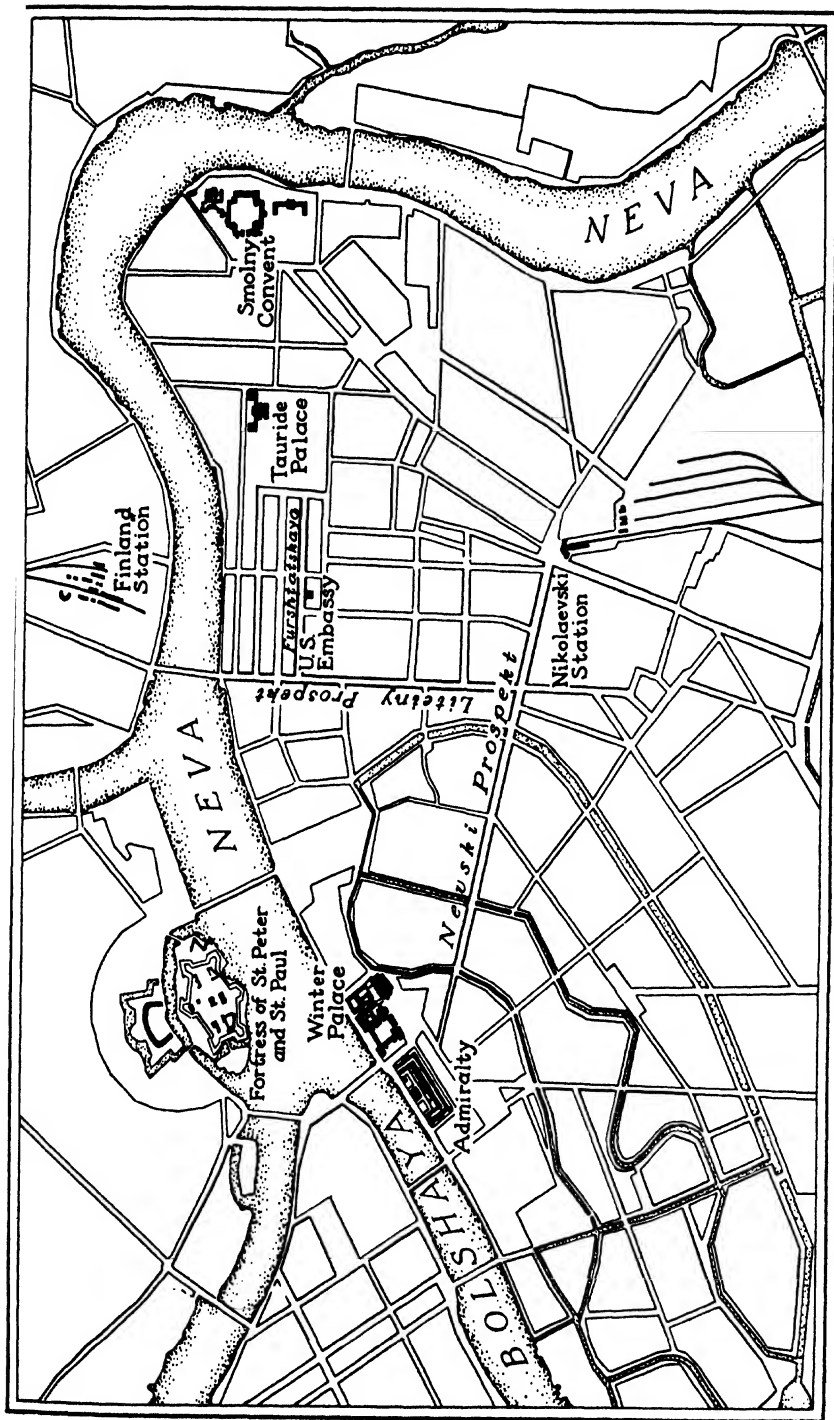 Finland
Station
Smolny
Convent
Tauride
Palace
Furshtatskaya
U.S.
Embassy
Liteiny Prospekt
NEVA
NEVA
Fortress of St. Peter
and St. Paul
Winter
Palace
Admiralty
Nevski Prospekt
Nikolaevski
Station
BOLSHAYA